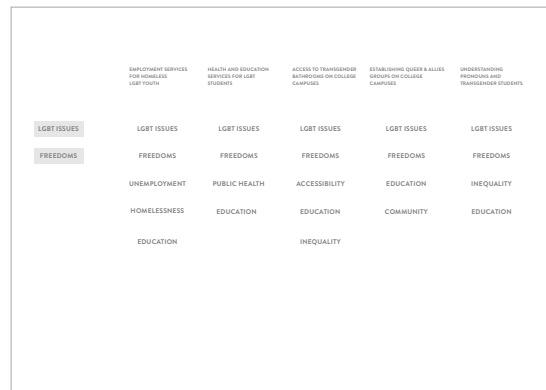 EMPLOYMENT SERVICES
FOR HOMELESS
LGBT YOUTH
HEALTH AND EDUCATION
SERVICES FOR LGBT
STUDENTS
ACCESS TO TRANSGENDER
BATHROOMS ON COLLEGE
CAMPUSES
ESTABLISHING QUEER & ALLIES
GROUPS ON COLLEGE
CAMPUSES
UNDERSTANDING
PRONOUNS AND
TRANSGENDER STUDENTS
LGBT ISSUES
LGBT ISSUES
LGBT ISSUES
LGBT ISSUES
LGBT ISSUES
LGBT ISSUES
FREEDOMS
FREEDOMS
FREEDOMS
FREEDOMS
FREEDOMS
FREEDOMS
UNEMPLOYMENT
PUBLIC HEALTH
ACCESSIBILITY
EDUCATION
INEQUALITY
HOMELESSNESS
EDUCATION
EDUCATION
COMMUNITY
EDUCATION
EDUCATION
INEQUALITY